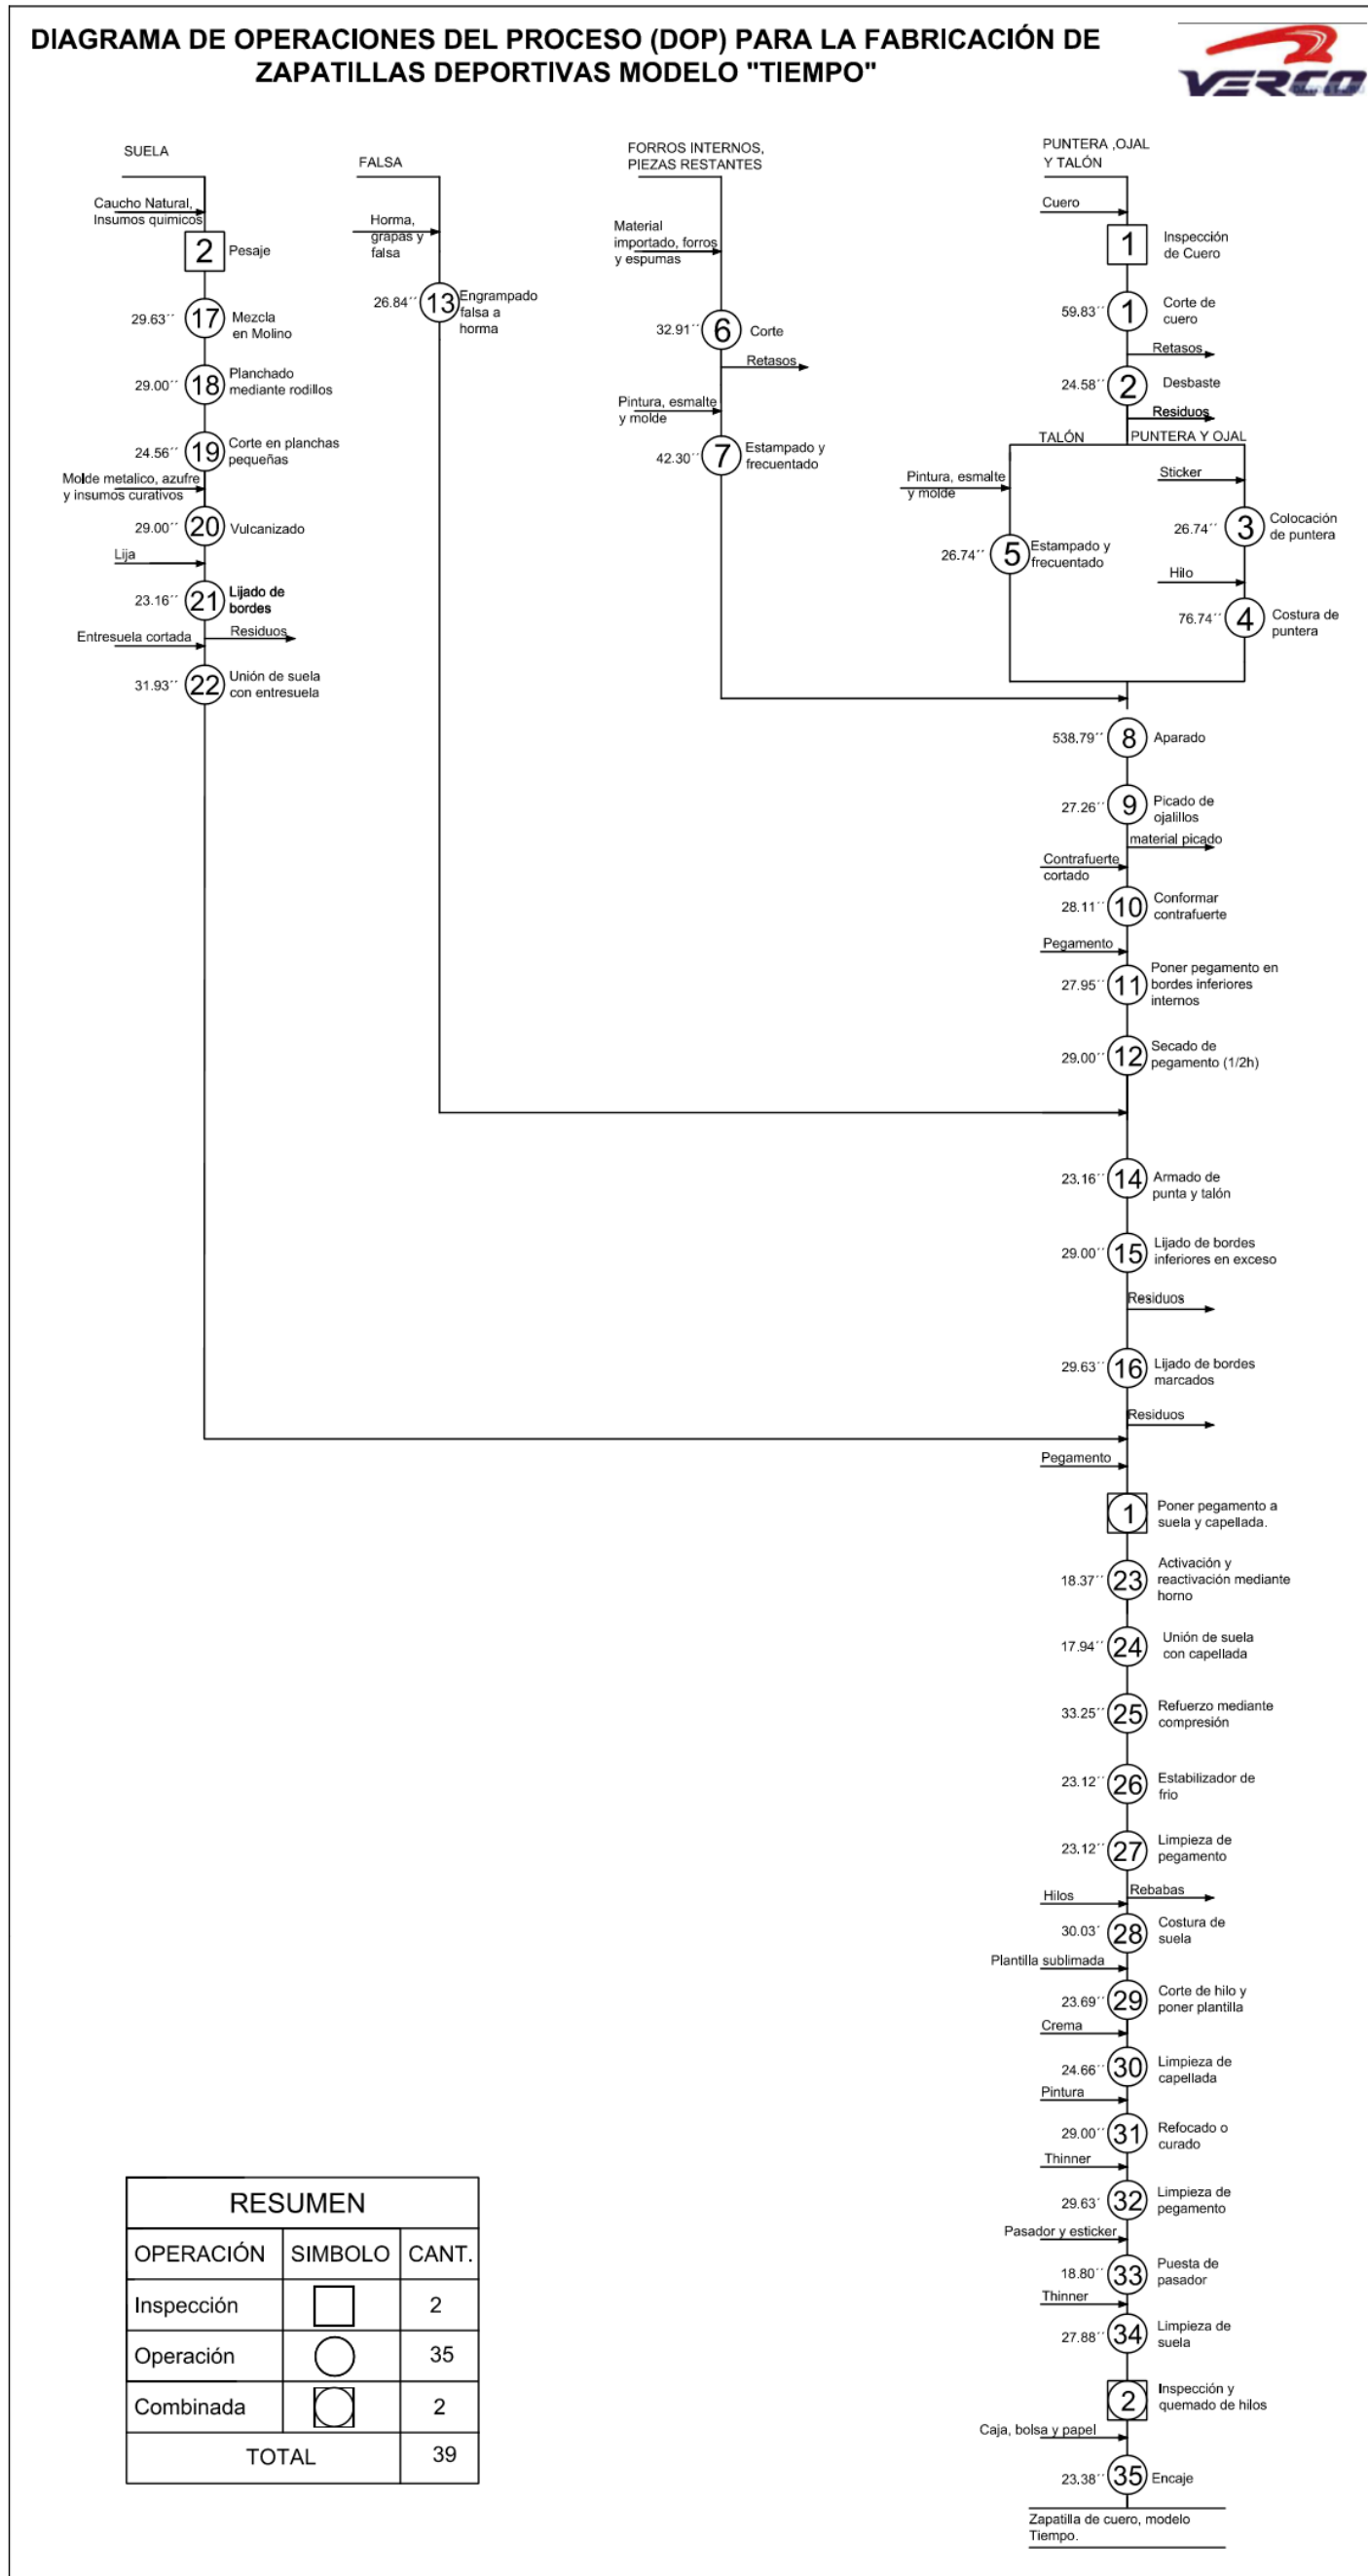 DIAGRAMA DE OPERACIONES DEL PROCESO (DOP) PARA LA FABRICACIÓN DE
ZAPATILLAS DEPORTIVAS MODELO "TIEMPO"
VERCO
SUELA
Caucho Natural,
Insumos quimicos
2
Pesaje
29.63´´
17
Mezcla
en Molino
29.00´´
18
Planchado
mediante rodillos
24.56´´
19
Corte en planchas
pequeñas
Molde metalico, azufre
y insumos curativos
29.00´´
20
Vulcanizado
Lija
23.16´´
21
Lijado de
bordes
Residuos
Entresuela cortada
31.93´´
22
Unión de suela
con entresuela
FALSA
Horma,
grapas y
falsa
26.84´´
13
Engrampado
falsa a
horma
FORROS INTERNOS,
PIEZAS RESTANTES
Material
importado, forros
y espumas
32.91´´
6
Corte
Retasos
Pintura, esmalte
y molde
42.30´´
7
Estampado y
frecuentado
PUNTERA ,OJAL
Y TALÓN
Cuero
1
Inspección
de Cuero
59.83´´
1
Corte de
cuero
Retasos
24.58´´
2
Desbaste
Residuos
TALÓN
Pintura, esmalte
y molde
26.74´´
5
Estampado y
frecuentado
PUNTERA Y OJAL
Sticker
26.74´´
3
Colocación
de puntera
Hilo
76.74´´
4
Costura de
puntera
538.79´´
8
Aparado
27.26´´
9
Picado de
ojalillos
material picado
Contrafuerte
cortado
28.11´´
10
Conformar
contrafuerte
Pegamento
27.95´´
11
Poner pegamento en
bordes inferiores
internos
29.00´´
12
Secado de
pegamento (1/2h)
23.16´´
14
Armado de
punta y talón
29.00´´
15
Lijado de bordes
inferiores en exceso
Residuos
29.63´´
16
Lijado de bordes
marcados
Residuos
Pegamento
1
Poner pegamento a
suela y capellada.
18.37´´
23
Activación y
reactivación mediante
horno
17.94´´
24
Unión de suela
con capellada
33.25´´
25
Refuerzo mediante
compresión
23.12´´
26
Estabilizador de
frio
23.12´´
27
Limpieza de
pegamento
Rebabas
Hilos
30.03´
28
Costura de
suela
Plantilla sublimada
23.69´´
29
Corte de hilo y
poner plantilla
Crema
24.66´´
30
Limpieza de
capellada
Pintura
29.00´´
31
Refocado o
curado
Thinner
29.63´
32
Limpieza de
pegamento
Pasador y esticker
18.80´´
33
Puesta de
pasador
Thinner
27.88´´
34
Limpieza de
suela
2
Inspección y
quemado de hilos
Caja, bolsa y papel
23.38´´
35
Encaje
Zapatilla de cuero, modelo
Tiempo.
RESUMEN
OPERACIÓN SIMBOLO CANT.
Inspección 2
Operación 35
Combinada 2
TOTAL 39